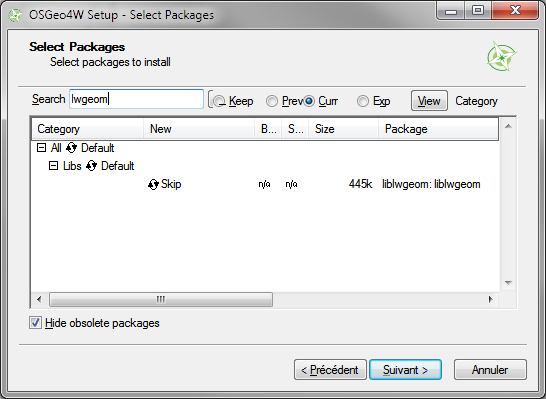 OSGeo4W Setup - Select Packages
Select Packages
Select packages to install
Search lwgeom Keep Prev Curr Exp View Category
Category New B... S... Size Package
All Default
Libs Default
Skip n/a n/a 445k liblwgeom: liblwgeom
Hide obsolete packages
< Précédent Suivant > Annuler